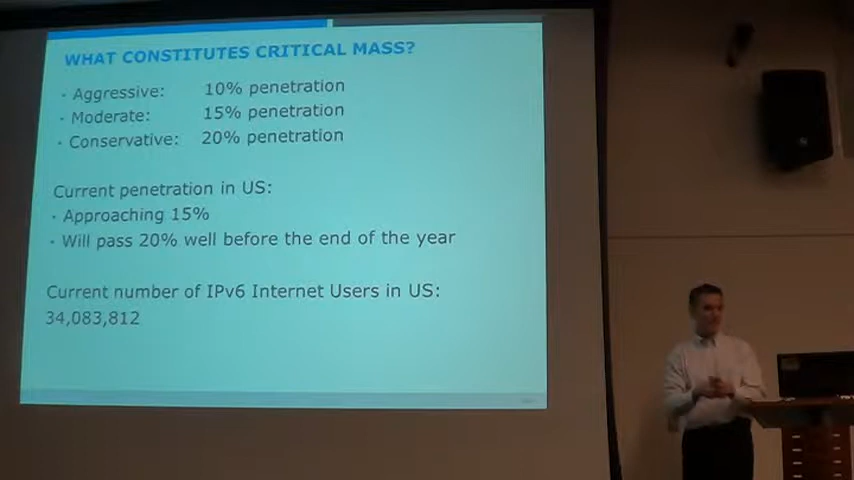 WHAT CONSTITUTES CRITICAL MASS?
· Aggressive: 10% penetration
· Moderate: 15% penetration
· Conservative: 20% penetration
Current penetration in US:
· Approaching 15%
· Will pass 20% well before the end of the year
Current number of IPv6 Internet Users in US:
34,083,812